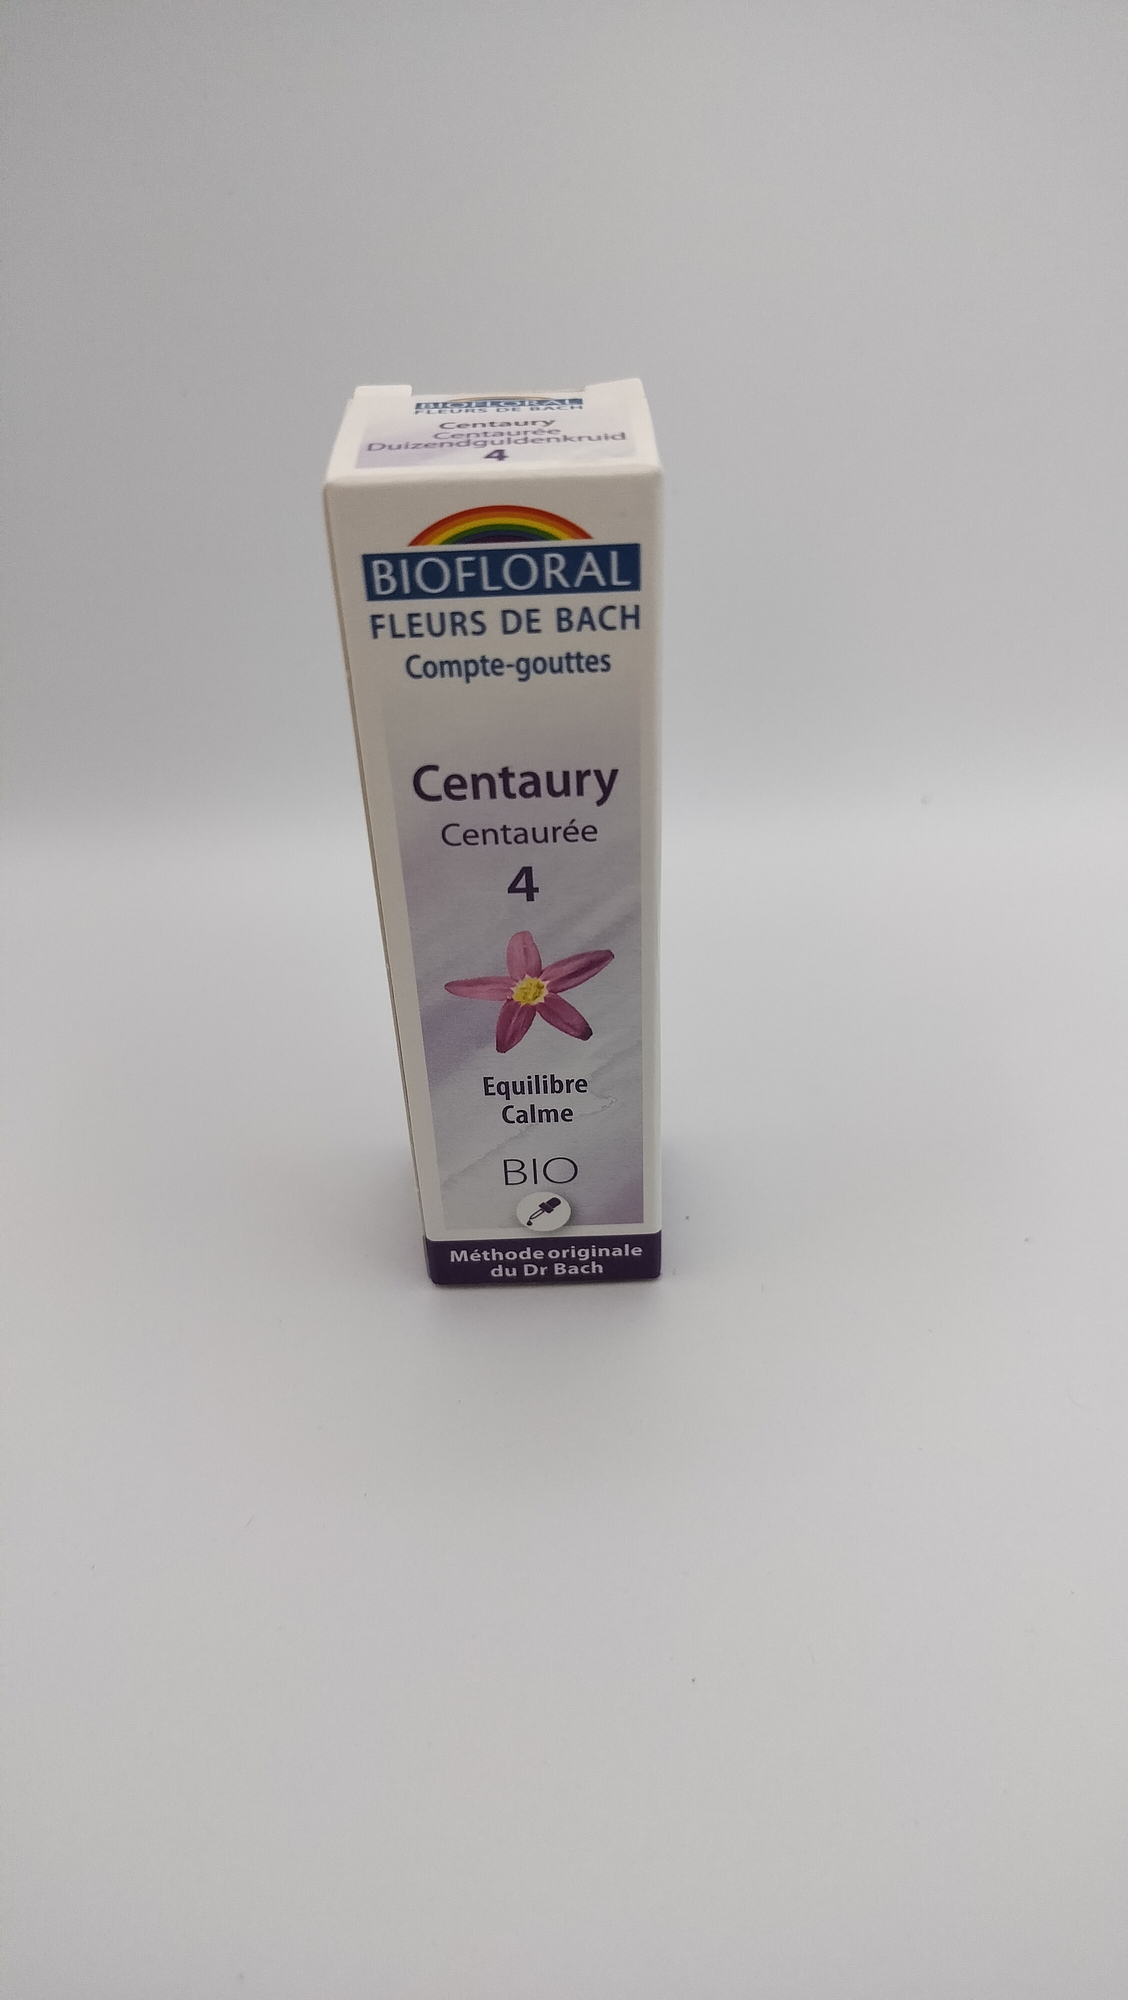 BIOFLORAL
FLEURS DE BACH
Centaury
Centaurée
Duizendguldenkruid
4
BIOFLORAL
FLEURS DE BACH
Compte-gouttes
Centaury
Centaurée
4
Equilibre
Calme
BIO
Méthode originale
du Dr Bach